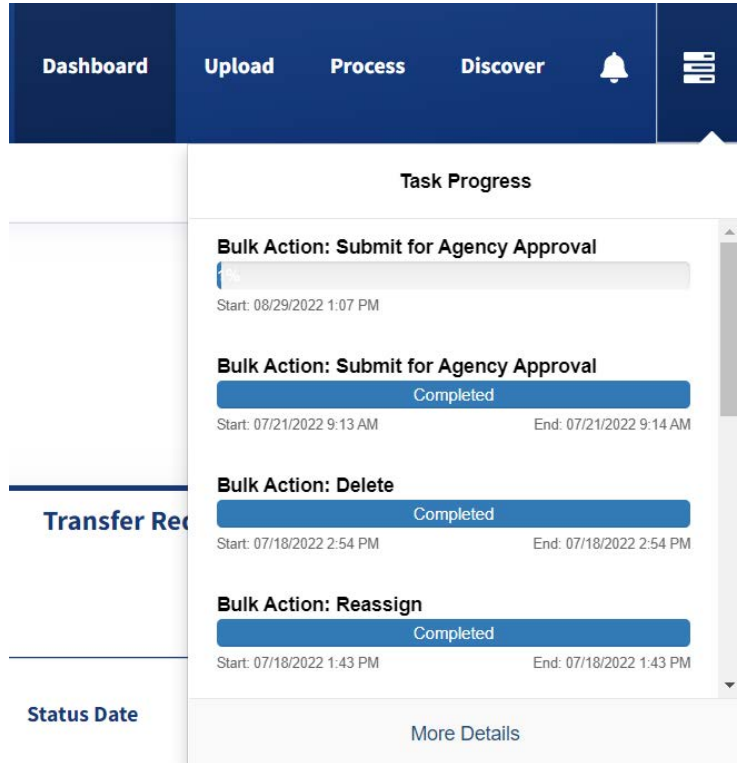 Dashboard Upload Process Discover
Task Progress
Bulk Action: Submit for Agency Approval
1%
Start: 08/29/2022 1:07 PM
Bulk Action: Submit for Agency Approval
Completed
Start: 07/21/2022 9:13 AM End: 07/21/2022 9:14 AM
Bulk Action: Delete
Completed
Transfer Rec
Start: 07/18/2022 2:54 PM End: 07/18/2022 2:54 PM
Bulk Action: Reassign
Completed
Start: 07/18/2022 1:43 PM End: 07/18/2022 1:43 PM
Status Date
More Details